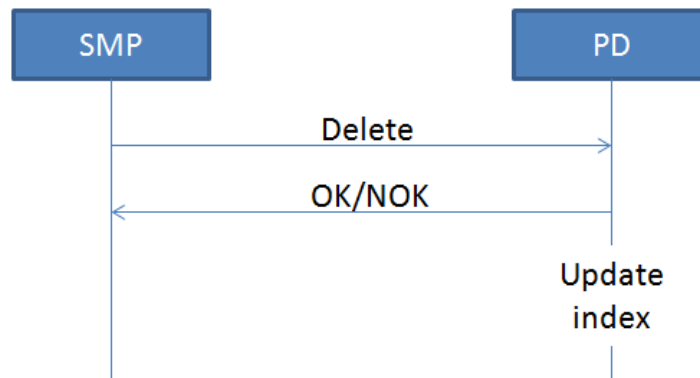 SMP
PD
Delete
OK/NOK
Update
index